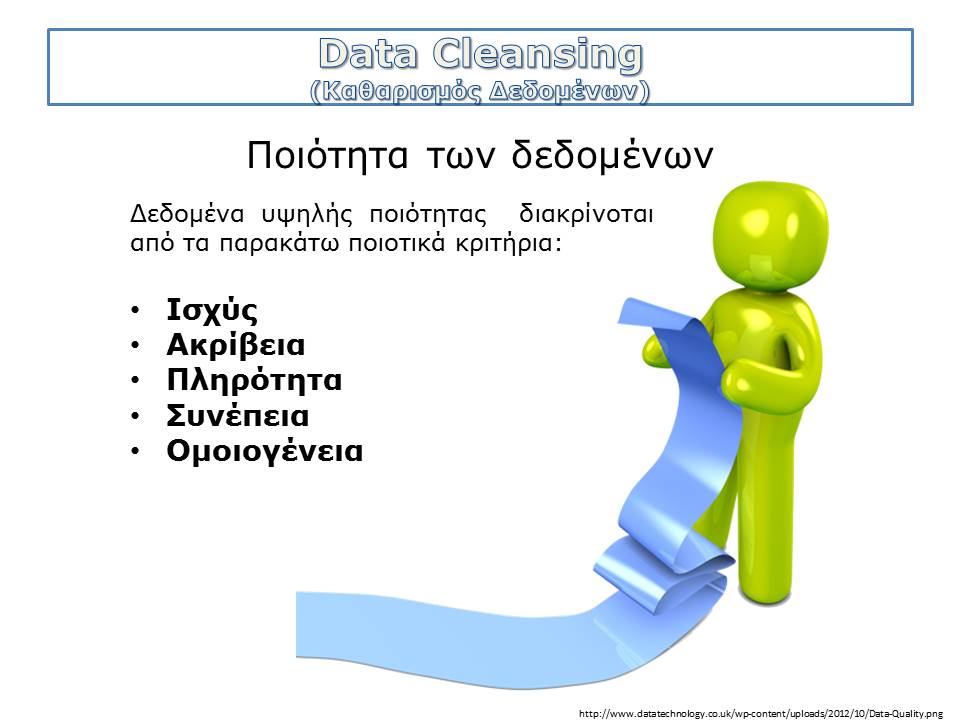 Data Cleansing
(Καθαρισμός Δεδομένων)
Ποιότητα των δεδομένων
Δεδομένα υψηλής ποιότητας διακρίνοται
από τα παρακάτω ποιοτικά κριτήρια:
• Ισχύς
• Ακρίβεια
• Πληρότητα
• Συνέπεια
• Ομοιογένεια
http://www.datatechnology.co.uk/wp-content/uploads/2012/10/Data-Quality.png